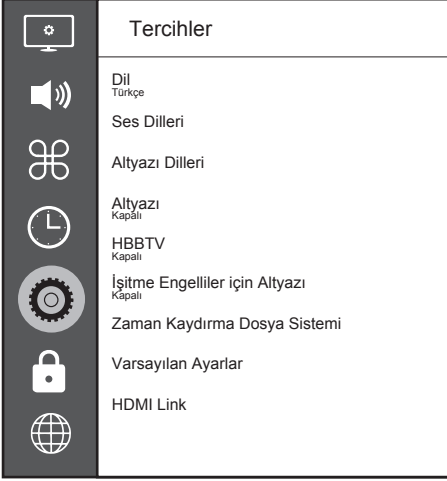 Tercihler
Dil
Türkçe
Ses Dilleri
Altyazı Dilleri
Altyazı
Kapalı
HBBTV
Kapalı
İşitme Engelliler için Altyazı
Kapalı
Zaman Kaydırma Dosya Sistemi
Varsayılan Ayarlar
HDMI Link